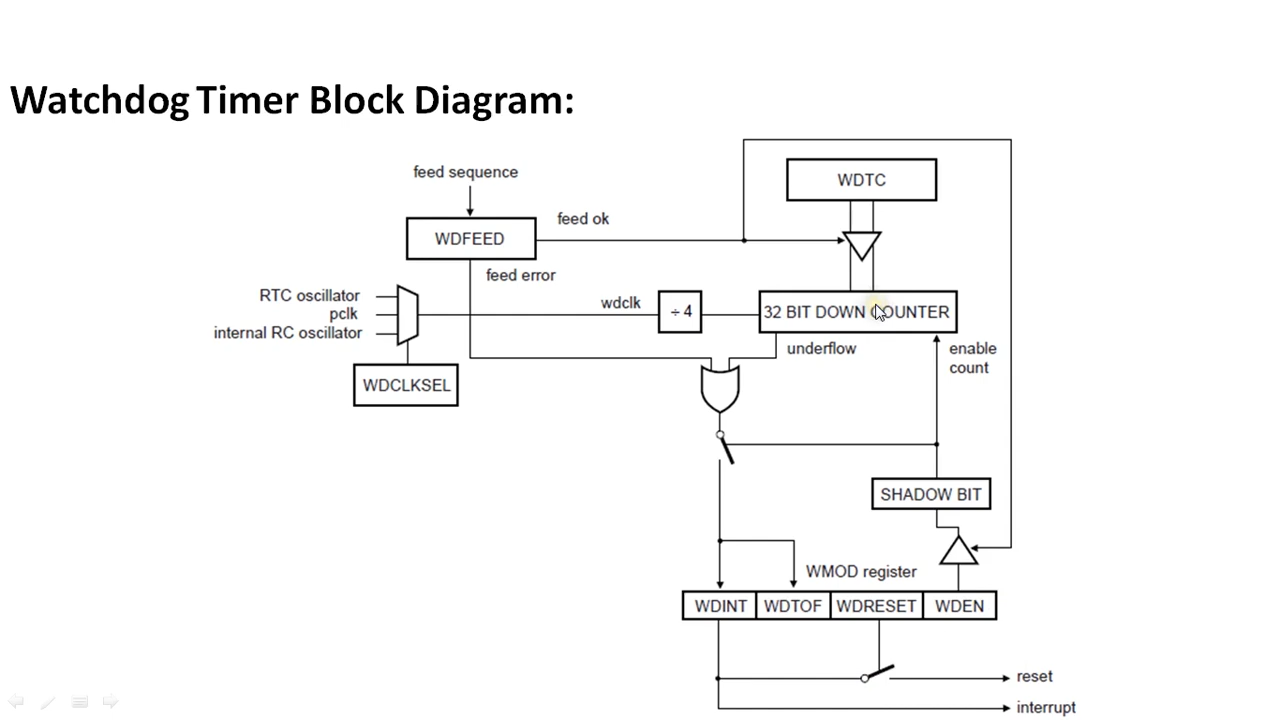 Watchdog Timer Block Diagram:
feed sequence
WDTC
feed ok
WDFEED
feed error
RTC oscillator
pclk
internal RC oscillator
wdclk
÷ 4
32 BIT DOWN COUNTER
underflow
enable
count
WDCLKSEL
SHADOW BIT
WMOD register
WDINT WDTOF WDRESET WDEN
reset
interrupt